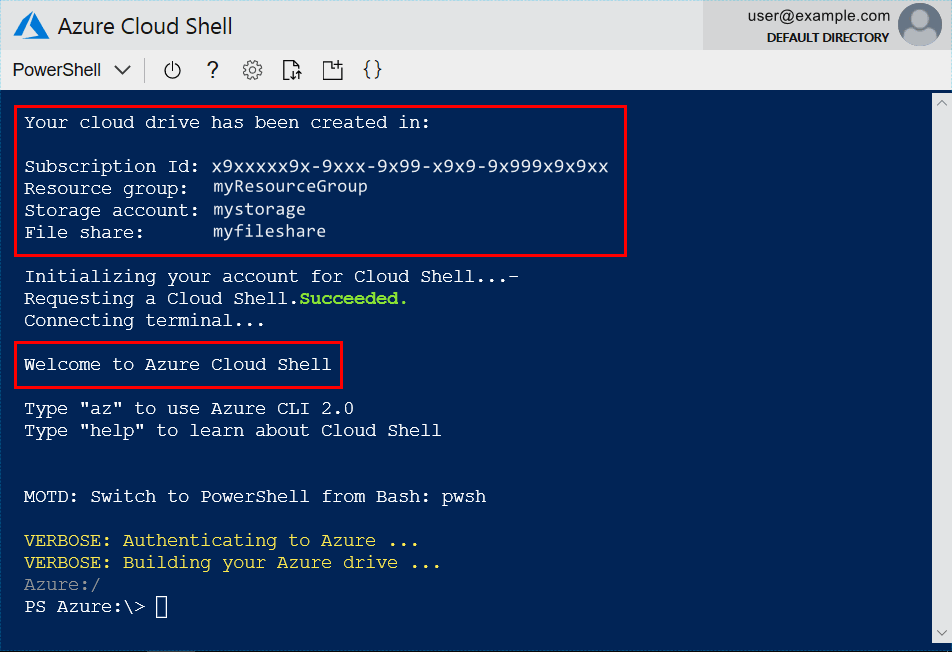 Azure Cloud Shell
user@example.com
DEFAULT DIRECTORY
PowerShell
?
{}
Your cloud drive has been created in:
Subscription Id: x9xxxxx9x-9xxx-9x99-x9x9-9x999x9x9xx
Resource group: myResourceGroup
Storage account: mystorage
File share: myfileshare
Initializing your account for Cloud Shell...-
Requesting a Cloud Shell.Succeeded.
Connecting terminal...
Welcome to Azure Cloud Shell
Type "az" to use Azure CLI 2.0
Type "help" to learn about Cloud Shell
MOTD: Switch to PowerShell from Bash: pwsh
VERBOSE: Authenticating to Azure ...
VERBOSE: Building your Azure drive ...
Azure:/
PS Azure:\>